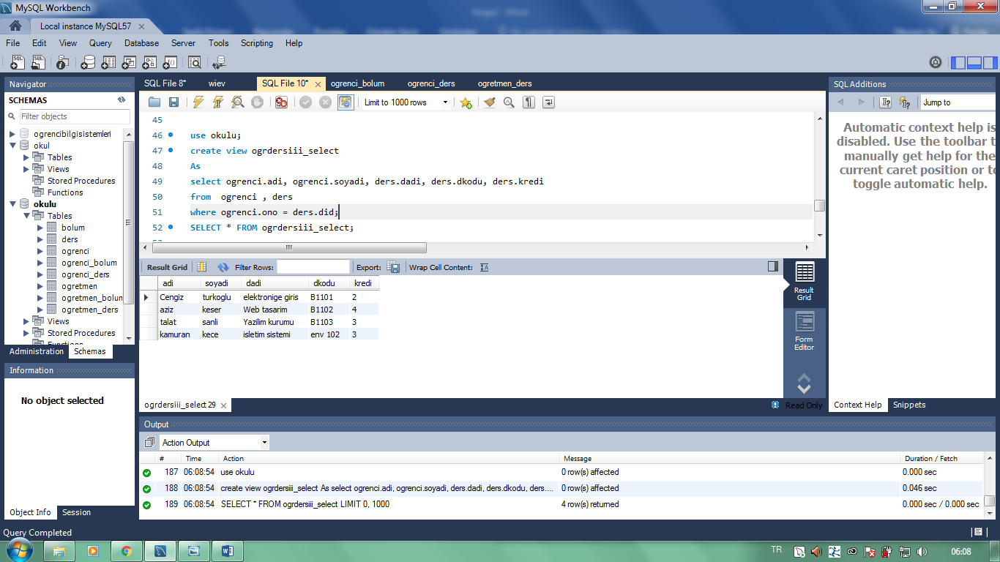 MySQL Workbench
Local instance MySQL57
File Edit View Query Database Server Tools Scripting Help
Navigator
SCHEMAS
Filter objects
ogrencibilgisistemleri
okul
Tables
Views
Stored Procedures
Functions
okulu
Tables
bolum
ders
ogrenci
ogrenci_bolum
ogrenci_ders
ogretmen
ogretmen_bolun
ogretmen_ders
Views
Stored Procedures
Functions
Administration Schemas
Information
No object selected
Object Info Session
SQL File 8* wiev SQL File 10* ogrenci_bolum ogrenci_ders ogretmen_ders
Limit to 1000 rows
45
46 use okulu;
47 create view ogrdersiii_select
48 As
49 select ogrenci.adi, ogrenci.soyadi, ders.dadi, ders.dkodu, ders.kredi
50 from ogrenci , ders
51 where ogrenci.ono = ders.did;
52 SELECT * FROM ogrdersiii_select;
Result Grid Filter Rows: Export: Wrap Cell Content:
adi soyadi dadi dkodu kredi
Cengiz turkoglu elektronige giris B1101 2
aziz keser Web tasarim B1102 4
talat sanli Yazilim kurumu B1103 3
kamuran kece isletim sistemi env 102 3
Result
Grid
Form
Editor
ogrdersiii_select 29
Read Only
SQL Additions
Jump to
Automatic context help is
disabled. Use the toolbar t
manually get help for the
current caret position or to
toggle automatic help.
Context Help Snippets
Output
Action Output
# Time Action Message Duration / Fetch
187 06:08:54 use okulu 0 row(s) affected 0.000 sec
188 06:08:54 create view ogrdersiii_select As select ogrenci.adi, ogrenci.soyadi, ders.dadi, ders.dkodu, ders.... 0 row(s) affected 0.046 sec
189 06:08:54 SELECT * FROM ogrdersiii_select LIMIT 0, 1000 4 row(s) returned 0.000 sec / 0.000 sec
Query Completed
TR
06:08